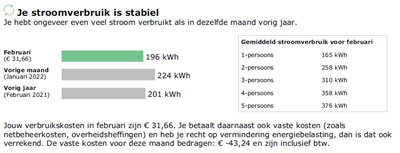 Je stroomverbruik is stabiel
Je hebt ongeveer even veel stroom verbruikt als in dezelfde maand vorig jaar.
Februari
(€ 31,66)
196 kWh
Vorige maand
(Januari 2022)
224 kWh
Vorig jaar
(Februari 2021)
201 kWh
Gemiddeld stroomverbruik voor februari
1-persoons 165 kWh
2-persoons 258 kWh
3-persoons 310 kWh
4-persoons 358 kWh
5-persoons 376 kWh
Jouw verbruikskosten in februari zijn € 31,66. Je betaalt daarnaast ook vaste kosten (zoals
netbeheerkosten, overheidsheffingen) en heb je recht op vermindering energiebelasting, dan is dat ook
verrekend. De vaste kosten voor deze maand bedragen: € -43,24 en zijn inclusief btw.